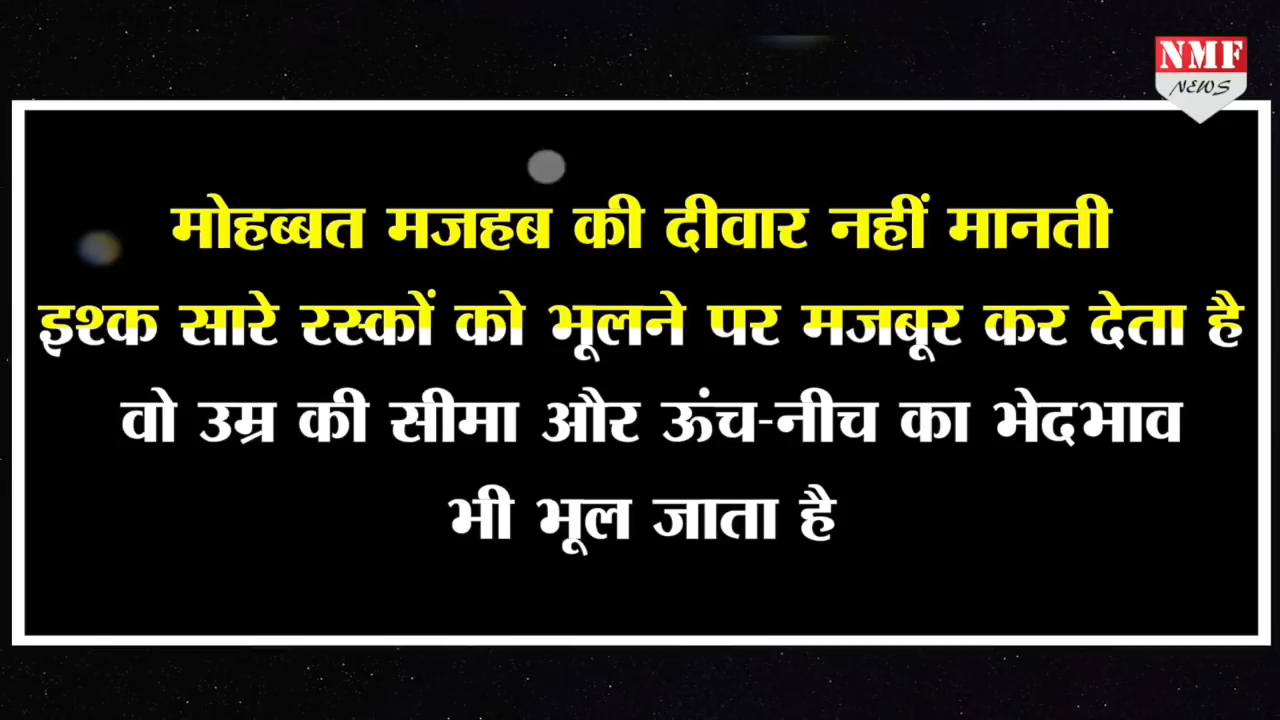 NMF
NEWS
मोहब्बत मजहब की दीवार नहीं मानती
इश्क सारे रस्कों को भूलने पर मजबूर कर देता है
वो उम्र की सीमा और ऊंच-नीच का भेदभाव
भी भूल जाता है